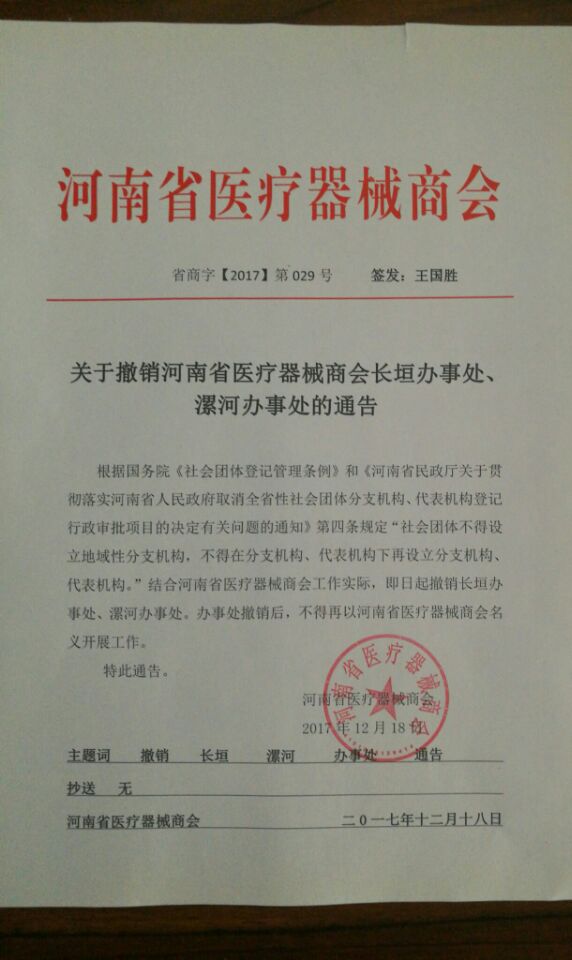 河南省医疗器械商会
省商字【2017】第 029 号 签发：王国胜
关于撤销河南省医疗器械商会长垣办事处、
漯河办事处的通告
根据国务院《社会团体登记管理条例》和《河南省民政厅关于贯
彻落实河南省人民政府取消全省性社会团体分支机构、代表机构登记
行政审批项目的决定有关问题的通知》第四条规定“社会团体不得设
立地域性分支机构，不得在分支机构、代表机构下再设立分支机构、
代表机构。”结合河南省医疗器械商会工作实际，即日起撤销长垣办
事处、漯河办事处。办事处撤销后，不得再以河南省医疗器械商会名
义开展工作。
特此通告。
河南省医疗器械商会
河南省医疗器械商会
2017 年 12 月 18 日
主题词 撤销 长垣 漯河 办事处 通告
抄送 无
河南省医疗器械商会 二0一七年十二月十八日